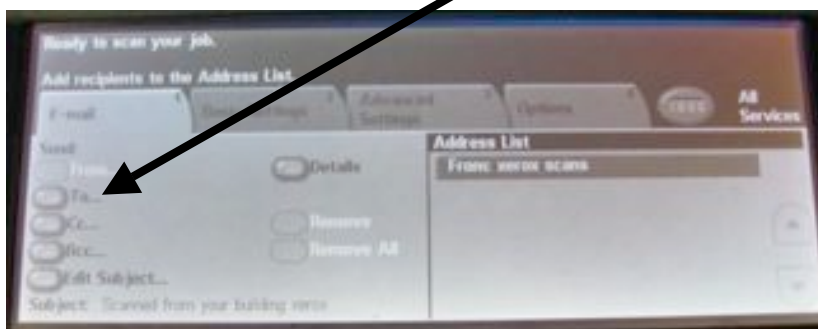 Ready to scan your job.
Add recipients to the Address List.
E-mail
Advanced Settings
Options
All Services
Send:
From...
Details
To...
Cc...
Remove
Bcc...
Remove All
Edit Subject...
Subject: Scanned from your building xerox
Address List
From: xerox scans